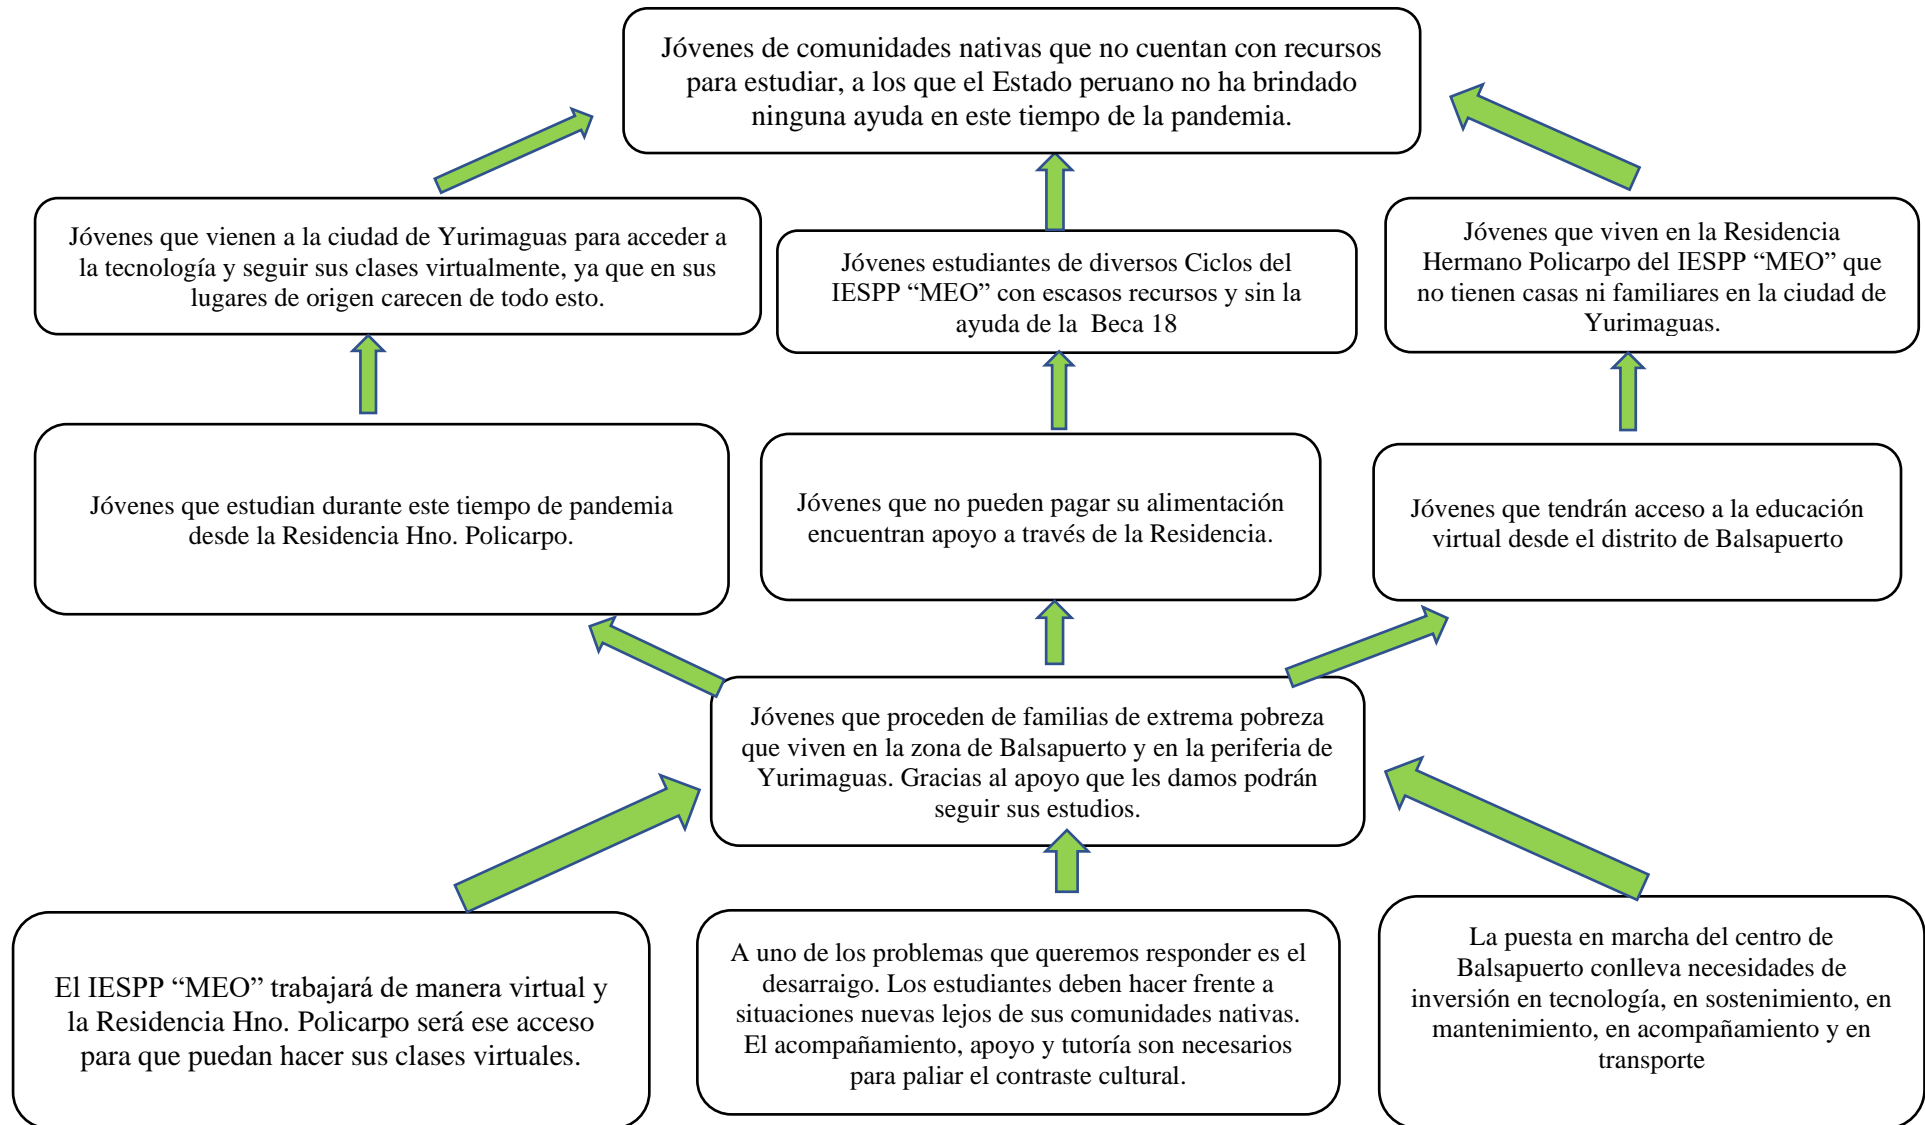 Jóvenes de comunidades nativas que no cuentan con recursos
para estudiar, a los que el Estado peruano no ha brindado
ninguna ayuda en este tiempo de la pandemia.
Jóvenes que vienen a la ciudad de Yurimaguas para acceder a
la tecnología y seguir sus clases virtualmente, ya que en sus
lugares de origen carecen de todo esto.
Jóvenes estudiantes de diversos Ciclos del
IESPP “MEO” con escasos recursos y sin la
ayuda de la Beca 18
Jóvenes que viven en la Residencia
Hermano Policarpo del IESPP “MEO” que
no tienen casas ni familiares en la ciudad de
Yurimaguas.
Jóvenes que estudian durante este tiempo de pandemia
desde la Residencia Hno. Policarpo.
Jóvenes que no pueden pagar su alimentación
encuentran apoyo a través de la Residencia.
Jóvenes que tendrán acceso a la educación
virtual desde el distrito de Balsapuerto
Jóvenes que proceden de familias de extrema pobreza
que viven en la zona de Balsapuerto y en la periferia de
Yurimaguas. Gracias al apoyo que les damos podrán
seguir sus estudios.
El IESPP “MEO” trabajará de manera virtual y
la Residencia Hno. Policarpo será ese acceso
para que puedan hacer sus clases virtuales.
A uno de los problemas que queremos responder es el
desarraigo. Los estudiantes deben hacer frente a
situaciones nuevas lejos de sus comunidades nativas.
El acompañamiento, apoyo y tutoría son necesarios
para paliar el contraste cultural.
La puesta en marcha del centro de
Balsapuerto conlleva necesidades de
inversión en tecnología, en sostenimiento, en
mantenimiento, en acompañamiento y en
transporte